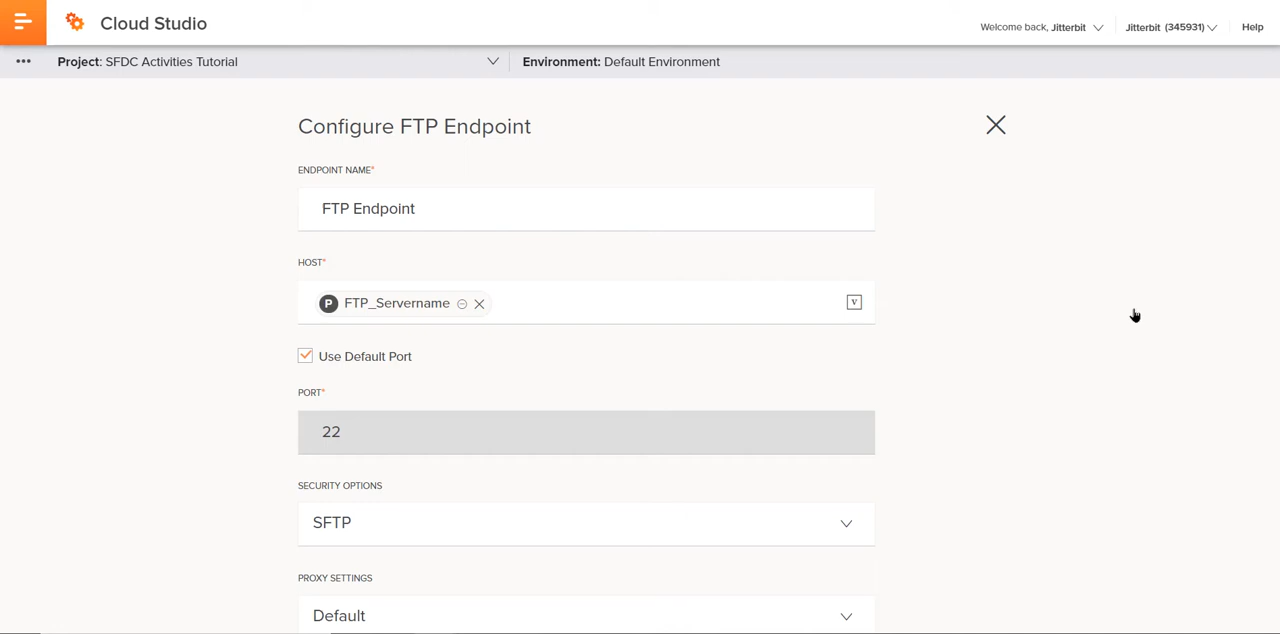 Cloud Studio
Welcome back, Jitterbit
Jitterbit (345931)
Help
Project: SFDC Activities Tutorial
Environment: Default Environment
Configure FTP Endpoint
ENDPOINT NAME*
FTP Endpoint
HOST*
P FTP_Servername
V
Use Default Port
PORT*
22
SECURITY OPTIONS
SFTP
PROXY SETTINGS
Default